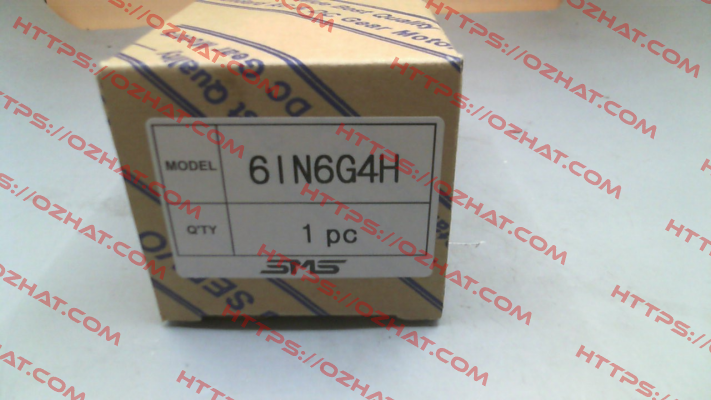 MODEL 6IN6G4H
Q'TY 1 pc
SMS
HTTPS://OZHAT.COM